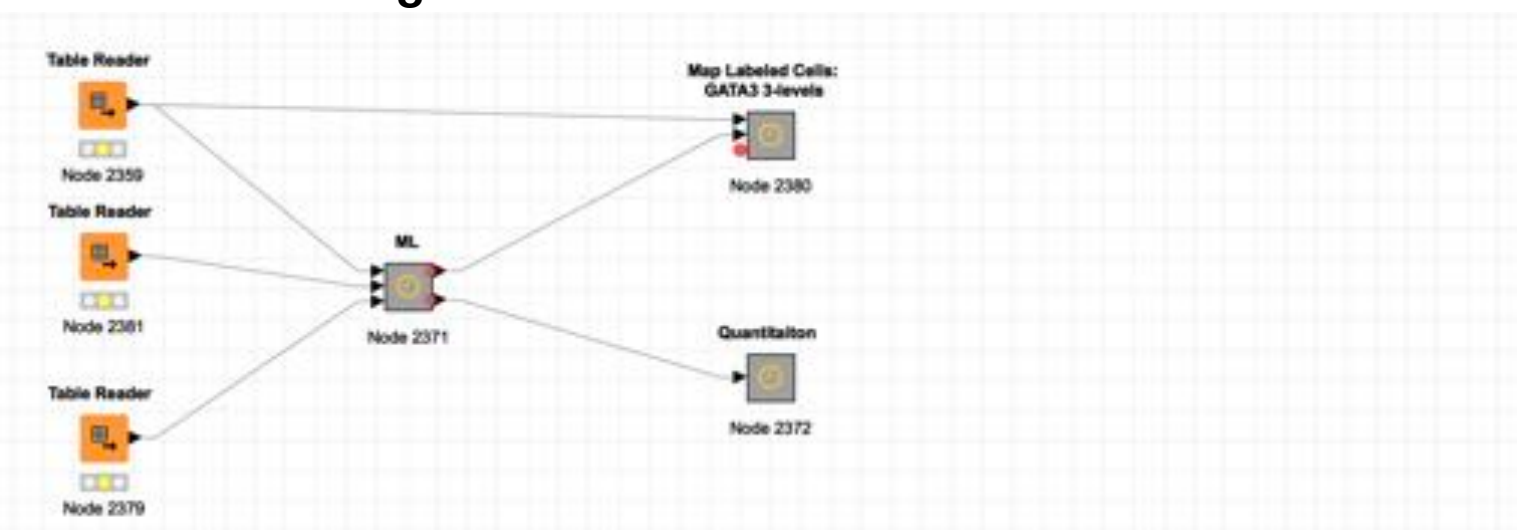 Table Reader
Node 2359
Table Reader
Node 2381
Table Reader
Node 2379
ML
Node 2371
Map Labeled Cells:
GATA3 3-levels
Node 2380
Quantitaiton
Node 2372